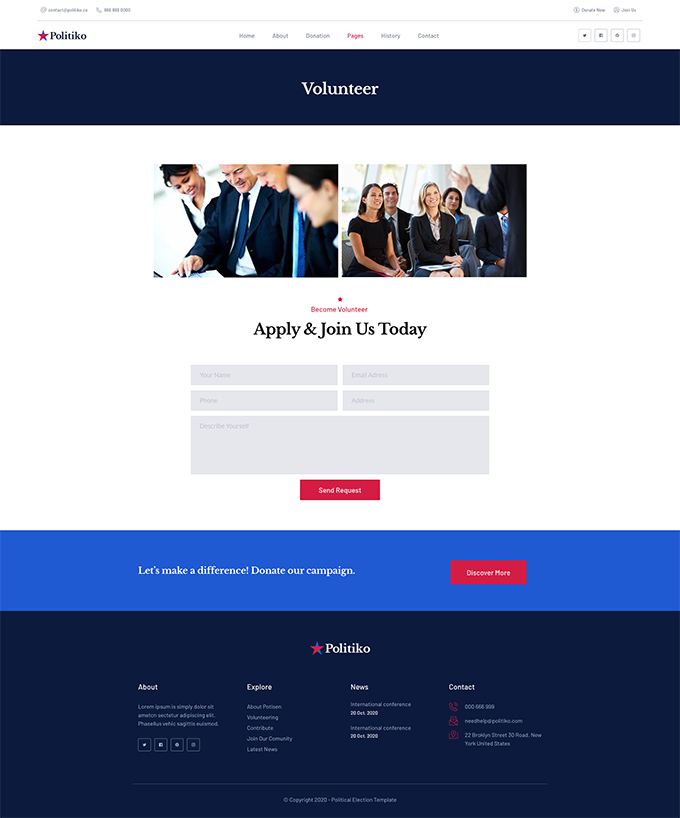 contact@politiko.co
666 888 0000
Donate Now
Join Us
Politiko
Home
About
Donation
Pages
History
Contact
Volunteer
Become Volunteer
Apply & Join Us Today
Your Name
Email Adress
Phone
Address
Describe Yourself
Send Request
Let's make a difference! Donate our campaign.
Discover More
Politiko
About
Lorem ipsum is simply dolor sit
ametcn sectetur adipiscing elit.
Phasellus vehic sagittis euismod.
Explore
About Potisen
Volunteering
Contribute
Join Our Comunity
Latest News
News
International conference
20 Oct. 2020
International conference
20 Oct. 2020
Contact
000 666 999
needhelp@politiko.com
22 Broklyn Street 30 Road. New
York United States
© Copyright 2020 - Political Election Template